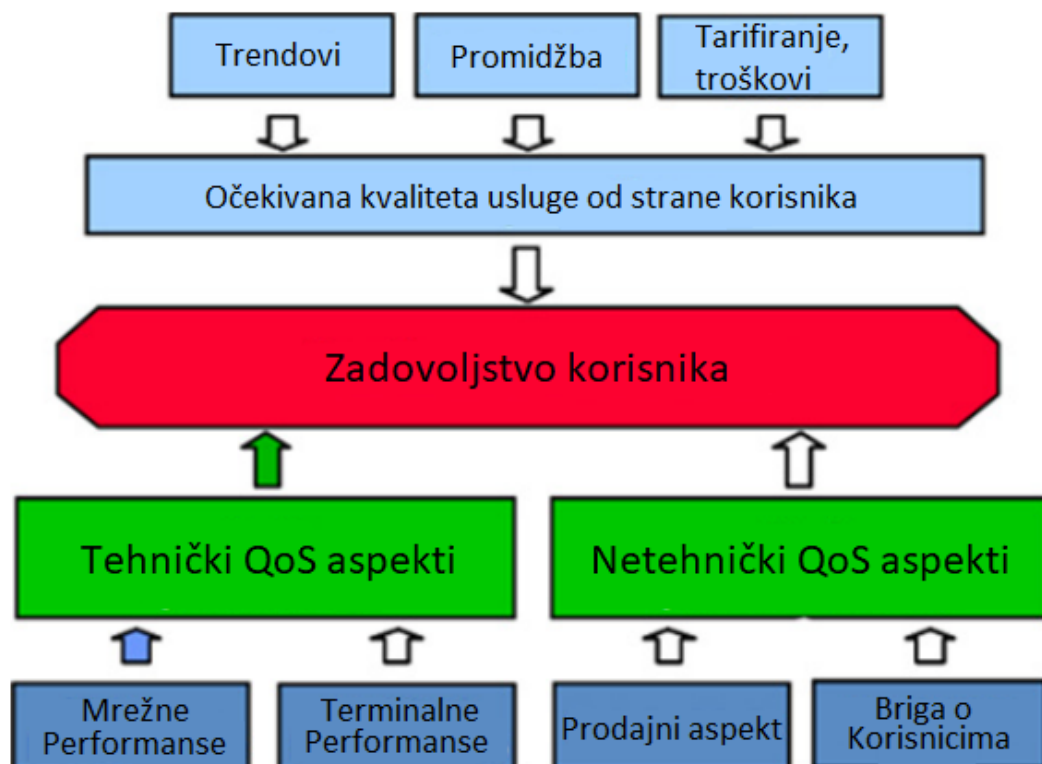 Trendovi
Promidžba
Tarifiranje,
troškovi
Očekivana kvaliteta usluge od strane korisnika
Zadovoljstvo korisnika
Tehnički QoS aspekti
Netehnički QoS aspekti
Mrežne
Performanse
Terminalne
Performanse
Prodajni aspekt
Briga o
Korisnicima